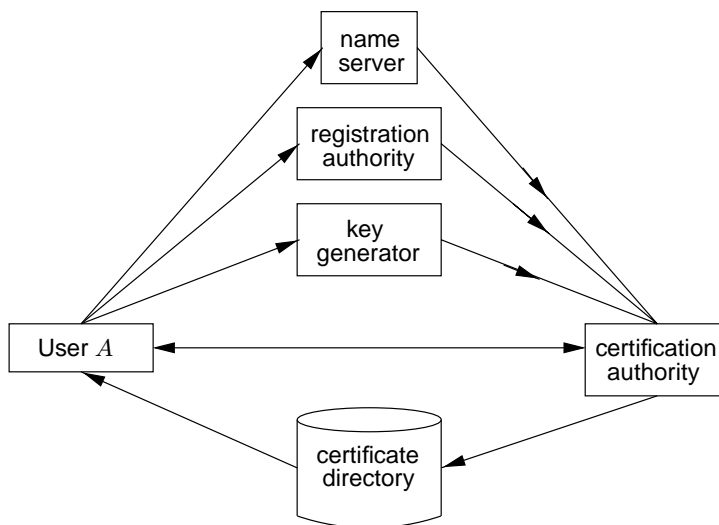 name
server
registration
authority
key
generator
User A
certification
authority
certificate
directory